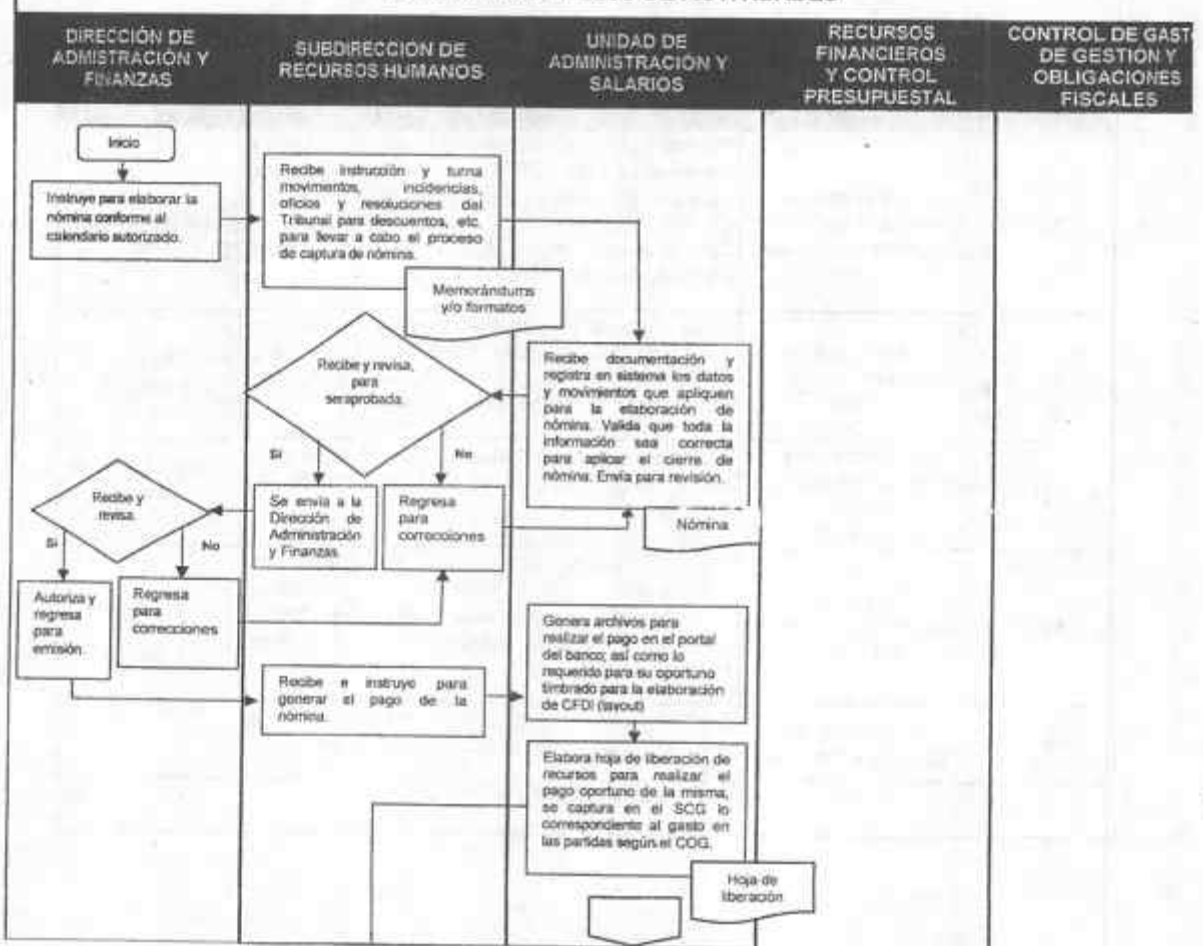 DIRECCIÓN DE
ADMISTRACIÓN Y
FINANZAS
SUBDIRECCION DE
RECURSOS HUMANOS
UNIDAD DE
ADMINISTRACIÓN Y
SALARIOS
RECURSOS
FINANCIEROS
Y CONTROL
PRESUPUESTAL
CONTROL DE GASTO
DE GESTIÓN Y
OBLIGACIONES
FISCALES
Inicio
Instruye para elaborar la
nómina conforme al
calendario autorizado.
Recibe instrucción y turna
movimientos, incidencias,
oficios y resoluciones del
Tribunal para descuentos, etc.
para llevar a cabo el proceso
de captura de nómina.
Memorándums
y/o formatos
Recibe y revisa,
para
seraprobada.
Recibe documentación y
registra en sistema los datos
y movimientos que apliquen
para la elaboración de
nómina. Valida que toda la
información sea correcta
para aplicar el cierre de
nómina. Envía para revisión.
Nómina
Sí
No
Se envía a la
Dirección de
Administración
y Finanzas.
Regresa
para
correcciones
Recibe y
revisa.
Si
No
Autoriza y
regresa
para
emisión.
Regresa
para
correcciones
Recibe e instruye para
generar el pago de la
nómina.
Genera archivos para
realizar el pago en el portal
del banco; así como lo
requerido para su oportuno
timbrado para la elaboración
de CFDI (layout)
Elabora hoja de liberación de
recursos para realizar el
pago oportuno de la misma,
se captura en el SCG lo
correspondiente al gasto en
las partidas según el COG.
Hoja de
liberación